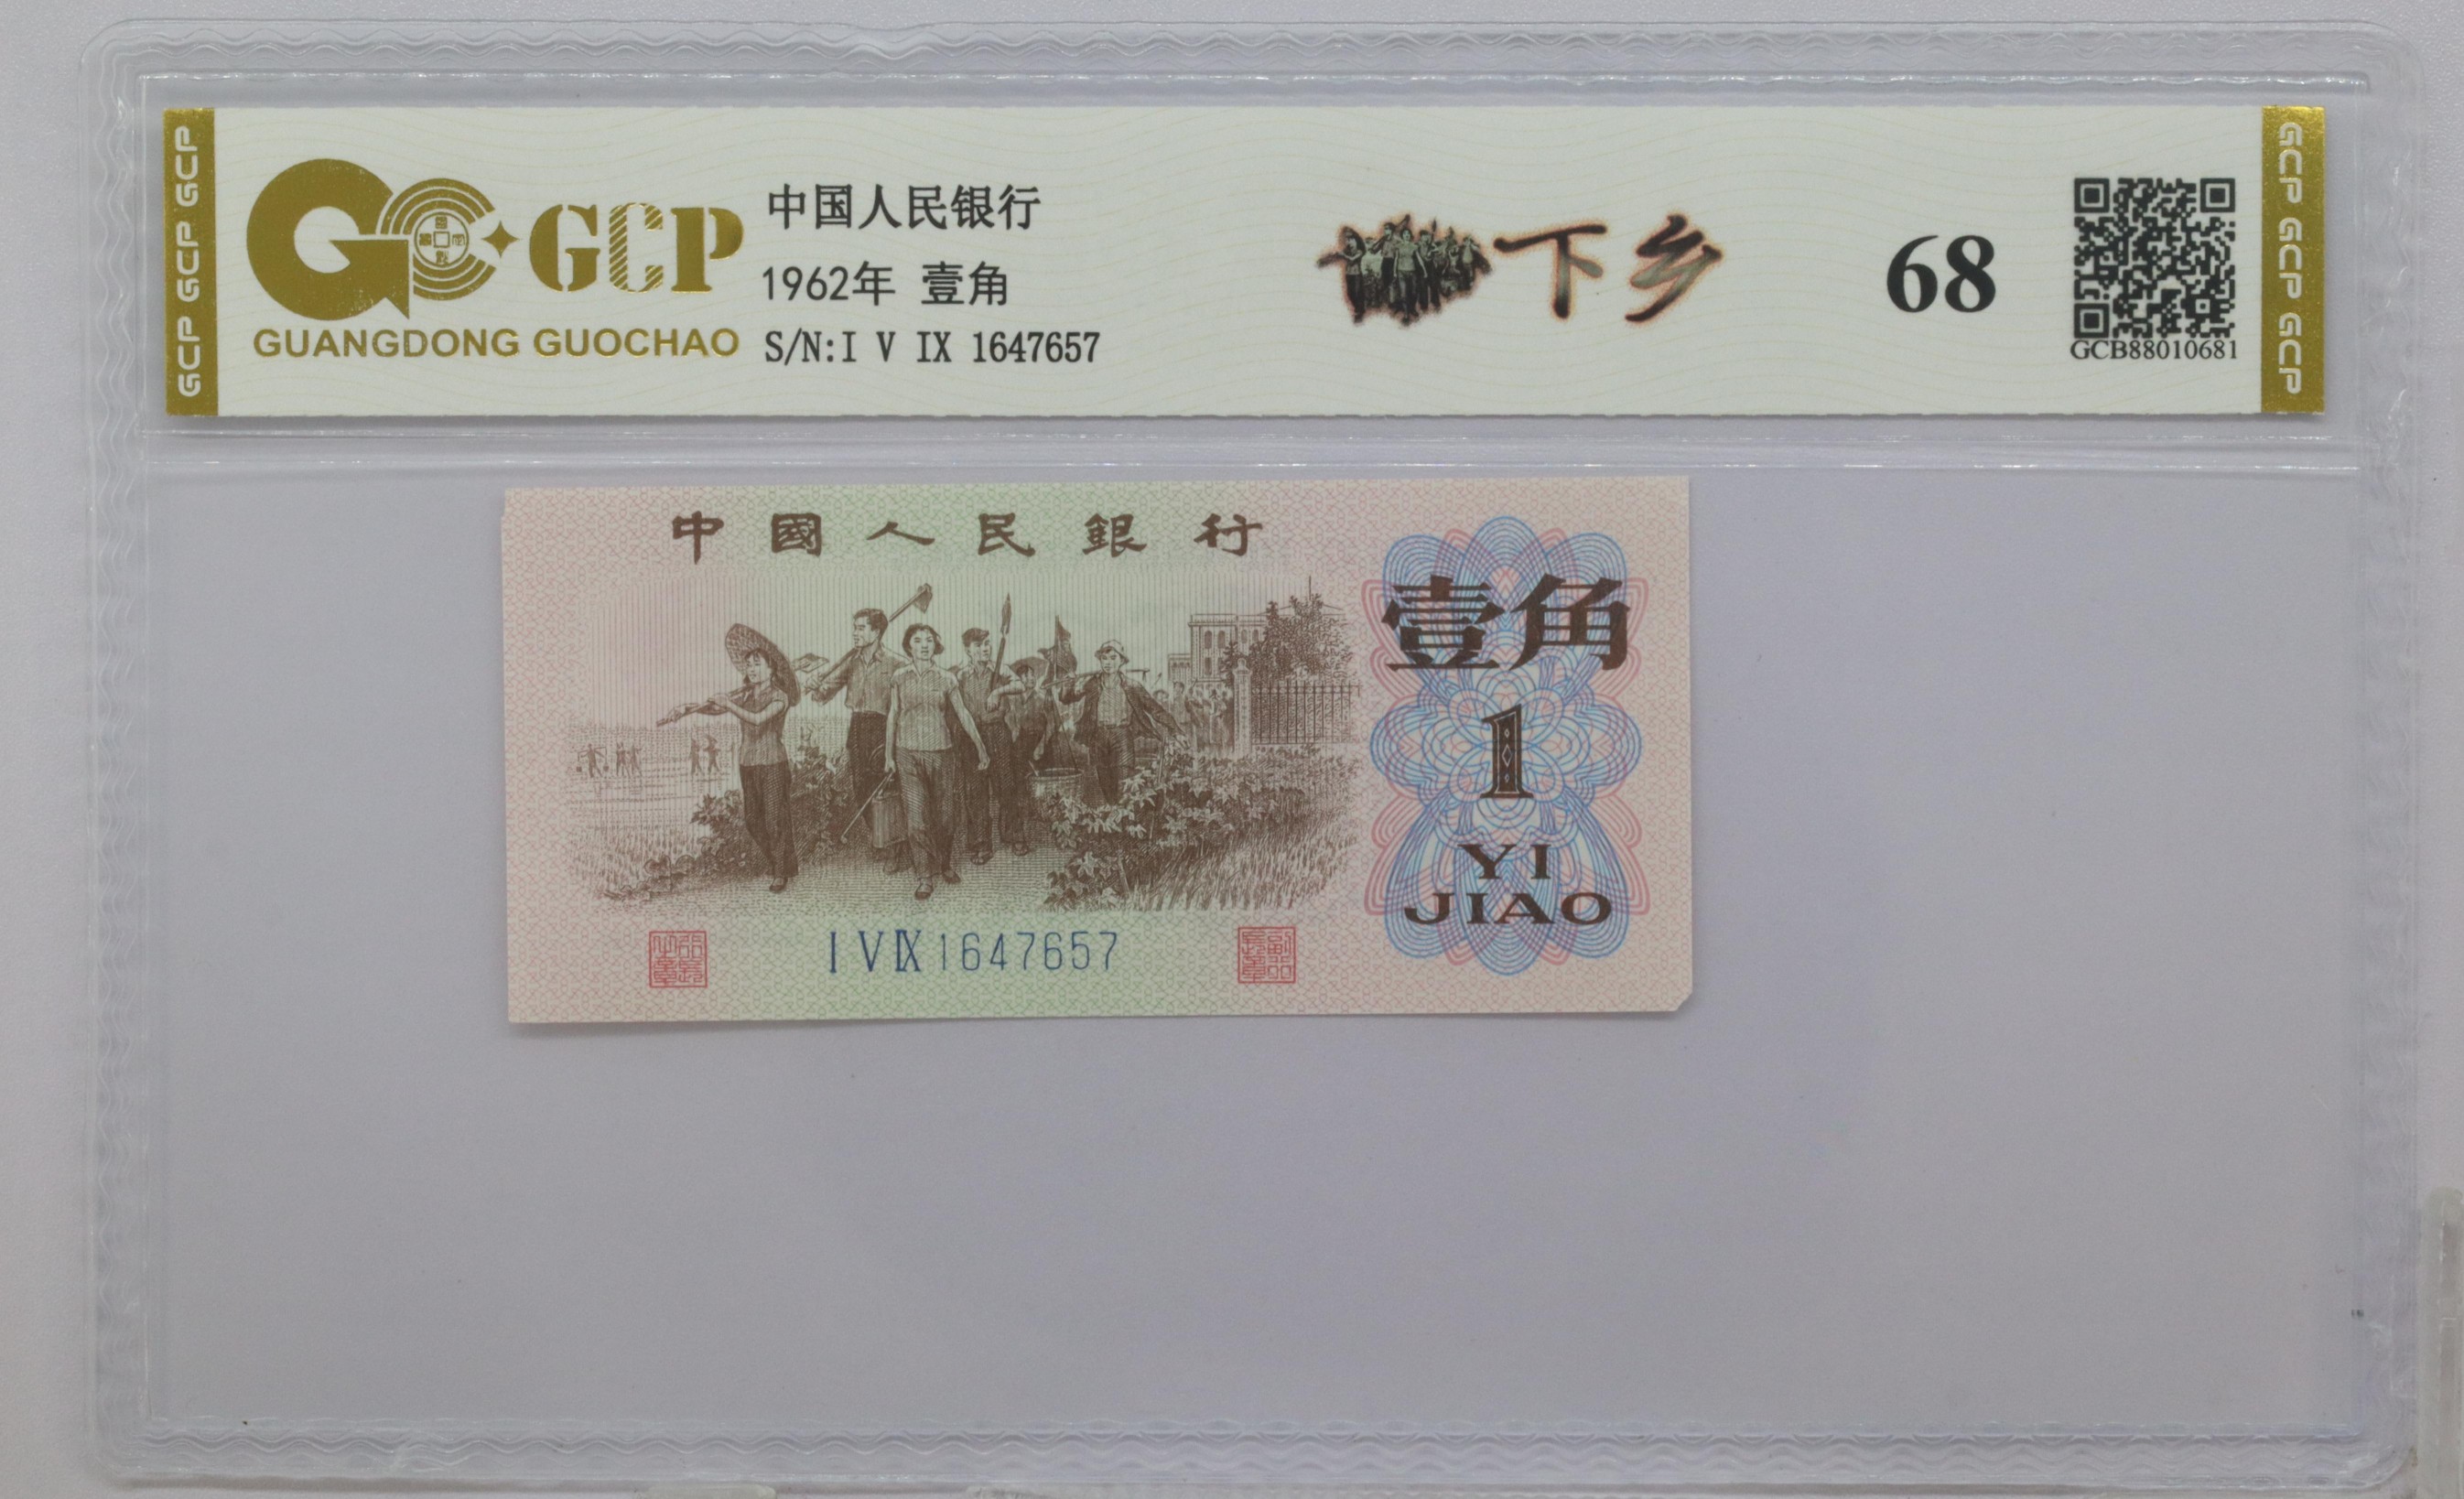 GCP GCP GCP
GCP
GUANGDONG GUOCHAO
中国人民银行
1962年 壹角
S/N:I V IX 1647657
下乡
68
GCB88010681
GCP GCP GCP
中國人民銀行
壹角
1
YI
JIAO
I V IX 1647657